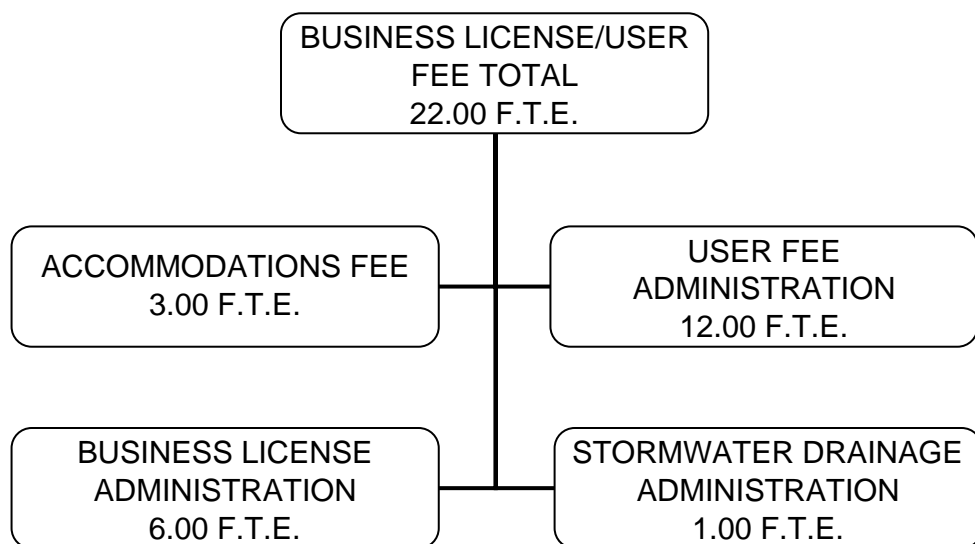 BUSINESS LICENSE/USER
FEE TOTAL
22.00 F.T.E.
ACCOMMODATIONS FEE
3.00 F.T.E.
USER FEE
ADMINISTRATION
12.00 F.T.E.
BUSINESS LICENSE
ADMINISTRATION
6.00 F.T.E.
STORMWATER DRAINAGE
ADMINISTRATION
1.00 F.T.E.